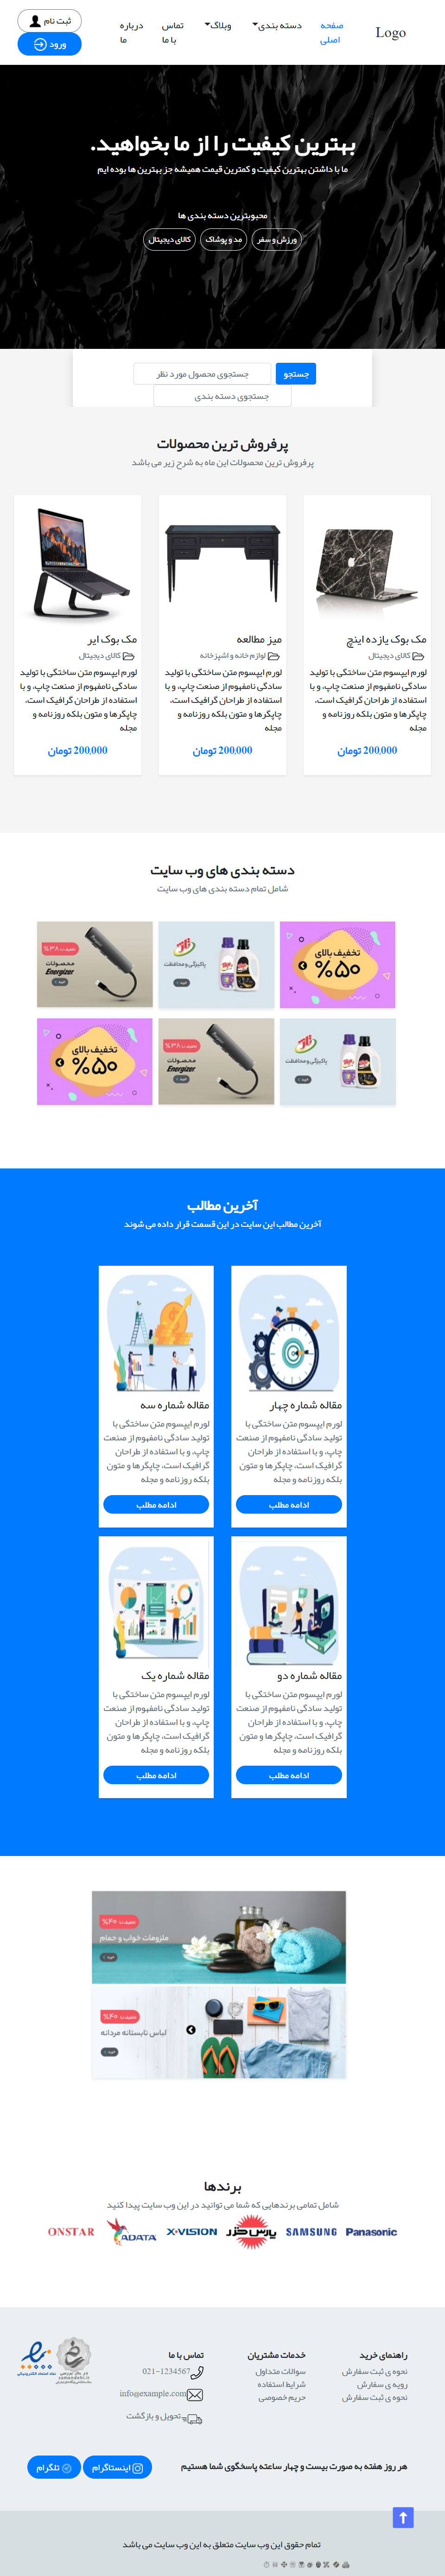 Logo
صفحه اصلی
دسته بندی
وبلاگ
تماس با ما
درباره ما
ثبت نام
ورود
بهترین کیفیت را از ما بخواهید.
ما با داشتن بهترین کیفیت و کمترین قیمت همیشه جز بهترین ها بوده ایم
محبوبترین دسته بندی ها
ورزش و سفر
مد و پوشاک
کالای دیجیتال
جستجو
جستجوی محصول مورد نظر
جستجوی دسته بندی
پرفروش ترین محصولات
پرفروش ترین محصولات این ماه به شرح زیر می باشد
مک بوک یازده اینچ
کالای دیجیتال
لورم ایپسوم متن ساختگی با تولید
سادگی نامفهوم از صنعت چاپ، و با
استفاده از طراحان گرافیک است،
چاپگرها و متون بلکه روزنامه و
مجله
200,000 تومان
میز مطالعه
لوازم خانه و اشپزخانه
لورم ایپسوم متن ساختگی با تولید
سادگی نامفهوم از صنعت چاپ، و با
استفاده از طراحان گرافیک است،
چاپگرها و متون بلکه روزنامه و
مجله
200,000 تومان
مک بوک ایر
کالای دیجیتال
لورم ایپسوم متن ساختگی با تولید
سادگی نامفهوم از صنعت چاپ، و با
استفاده از طراحان گرافیک است،
چاپگرها و متون بلکه روزنامه و
مجله
200,000 تومان
دسته بندی های وب سایت
شامل تمام دسته بندی های وب سایت
تخفیف بالای
%۵۰
پاکیزگی و محافظت
۳۸%
محصولات
Energizer
پاکیزگی و محافظت
۳۸%
محصولات
Energizer
تخفیف بالای
%۵۰
آخرین مطالب
آخرین مطالب این سایت در این قسمت قرار داده می شوند
مقاله شماره چهار
لورم ایپسوم متن ساختگی با
تولید سادگی نامفهوم از صنعت
چاپ، و با استفاده از طراحان
گرافیک است، چاپگرها و متون
بلکه روزنامه و مجله
ادامه مطلب
مقاله شماره سه
لورم ایپسوم متن ساختگی با
تولید سادگی نامفهوم از صنعت
چاپ، و با استفاده از طراحان
گرافیک است، چاپگرها و متون
بلکه روزنامه و مجله
ادامه مطلب
مقاله شماره دو
لورم ایپسوم متن ساختگی با
تولید سادگی نامفهوم از صنعت
چاپ، و با استفاده از طراحان
گرافیک است، چاپگرها و متون
بلکه روزنامه و مجله
ادامه مطلب
مقاله شماره یک
لورم ایپسوم متن ساختگی با
تولید سادگی نامفهوم از صنعت
چاپ، و با استفاده از طراحان
گرافیک است، چاپگرها و متون
بلکه روزنامه و مجله
ادامه مطلب
۴۰%
ملزومات خواب و حمام
۴۰%
لباس تابستانه مردانه
برندها
شامل تمامی برندهایی که شما می توانید در این وب سایت پیدا کنید
Panasonic
SAMSUNG
پارس خزر
X·VISION
ADATA
ONSTAR
راهنمای خرید
نحوه ی ثبت سفارش
رویه ی سفارش
نحوه ی ثبت سفارش
خدمات مشتریان
سوالات متداول
شرایط استفاده
حریم خصوصی
تماس با ما
021-1234567
info@example.com
تحویل و بازگشت
هر روز هفته به صورت بیست و چهار ساعته پاسخگوی شما هستیم
اینستاگرام
تلگرام
تمام حقوق این وب سایت متعلق به این وب سایت می باشد